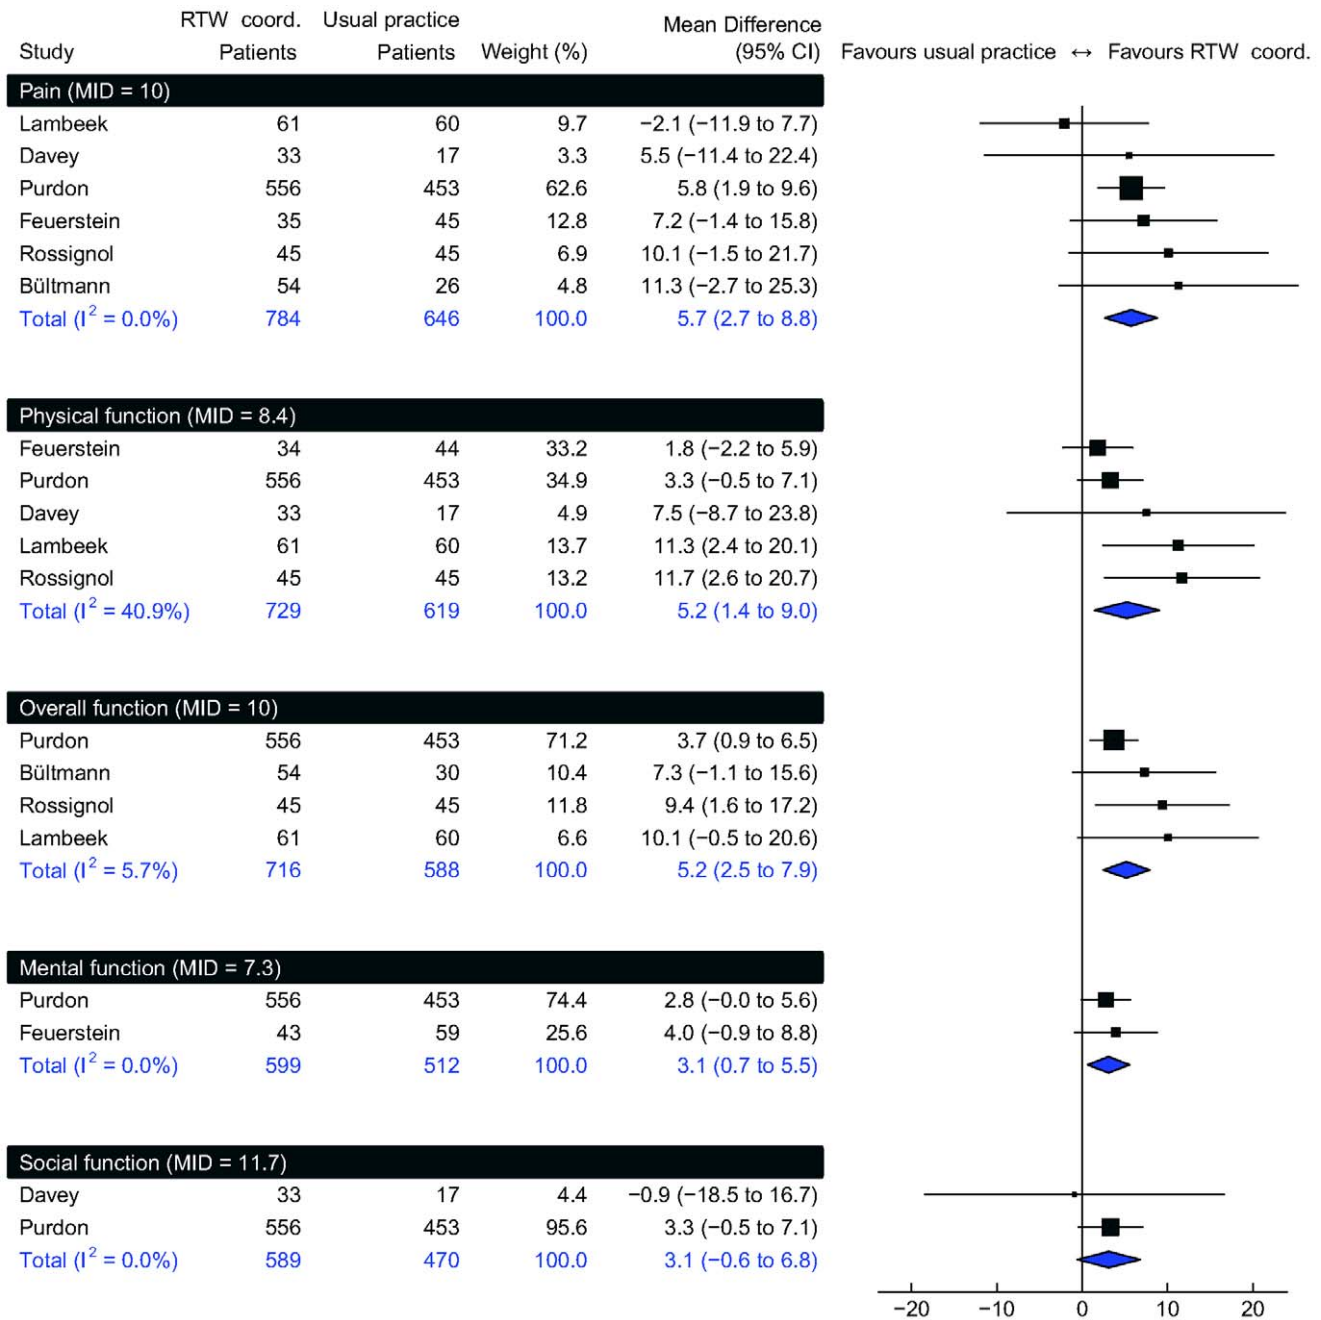 RTW coord. Usual practice Mean Difference
Study Patients Patients Weight (%) (95% CI) Favours usual practice ↔ Favours RTW coord.
Pain (MID = 10)
Lambeek 61 60 9.7 −2.1 (−11.9 to 7.7)
Davey 33 17 3.3 5.5 (−11.4 to 22.4)
Purdon 556 453 62.6 5.8 (1.9 to 9.6)
Feuerstein 35 45 12.8 7.2 (−1.4 to 15.8)
Rossignol 45 45 6.9 10.1 (−1.5 to 21.7)
Bültmann 54 26 4.8 11.3 (−2.7 to 25.3)
Total (I² = 0.0%) 784 646 100.0 5.7 (2.7 to 8.8)
Physical function (MID = 8.4)
Feuerstein 34 44 33.2 1.8 (−2.2 to 5.9)
Purdon 556 453 34.9 3.3 (−0.5 to 7.1)
Davey 33 17 4.9 7.5 (−8.7 to 23.8)
Lambeek 61 60 13.7 11.3 (2.4 to 20.1)
Rossignol 45 45 13.2 11.7 (2.6 to 20.7)
Total (I² = 40.9%) 729 619 100.0 5.2 (1.4 to 9.0)
Overall function (MID = 10)
Purdon 556 453 71.2 3.7 (0.9 to 6.5)
Bültmann 54 30 10.4 7.3 (−1.1 to 15.6)
Rossignol 45 45 11.8 9.4 (1.6 to 17.2)
Lambeek 61 60 6.6 10.1 (−0.5 to 20.6)
Total (I² = 5.7%) 716 588 100.0 5.2 (2.5 to 7.9)
Mental function (MID = 7.3)
Purdon 556 453 74.4 2.8 (−0.0 to 5.6)
Feuerstein 43 59 25.6 4.0 (−0.9 to 8.8)
Total (I² = 0.0%) 599 512 100.0 3.1 (0.7 to 5.5)
Social function (MID = 11.7)
Davey 33 17 4.4 −0.9 (−18.5 to 16.7)
Purdon 556 453 95.6 3.3 (−0.5 to 7.1)
Total (I² = 0.0%) 589 470 100.0 3.1 (−0.6 to 6.8)
−20 −10 0 10 20